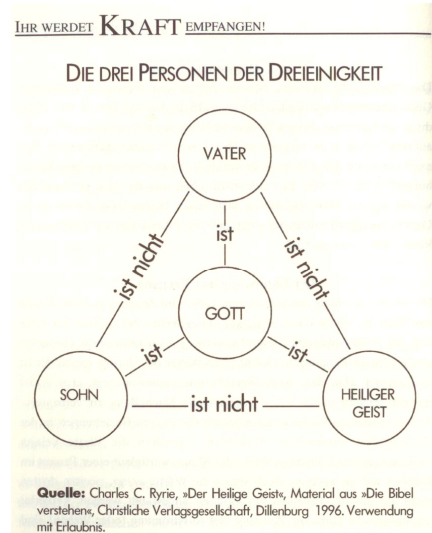 IHR WERDET KRAFT EMPFANGEN!
DIE DREI PERSONEN DER DREIEINIGKEIT
VATER
ist nicht
ist
ist nicht
GOTT
ist
ist
SOHN
ist nicht
HEILIGER
GEIST
Quelle: Charles C. Ryrie, »Der Heilige Geist«, Material aus »Die Bibel
verstehen«, Christliche Verlagsgesellschaft, Dillenburg 1996. Verwendung
mit Erlaubnis.